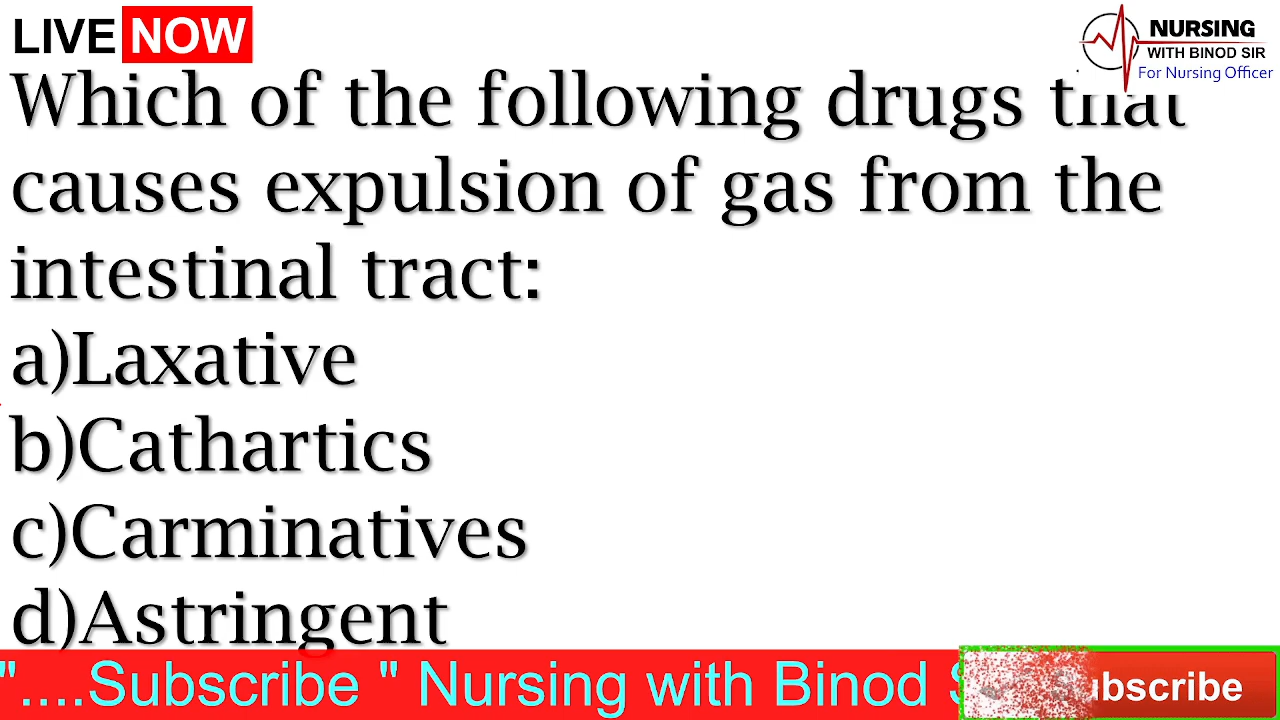 LIVE NOW
NURSING
WITH BINOD SIR
For Nursing Officer
Which of the following drugs that
causes expulsion of gas from the
intestinal tract:
a)Laxative
b)Cathartics
c)Carminatives
d)Astringent
"....Subscribe " Nursing with Binod